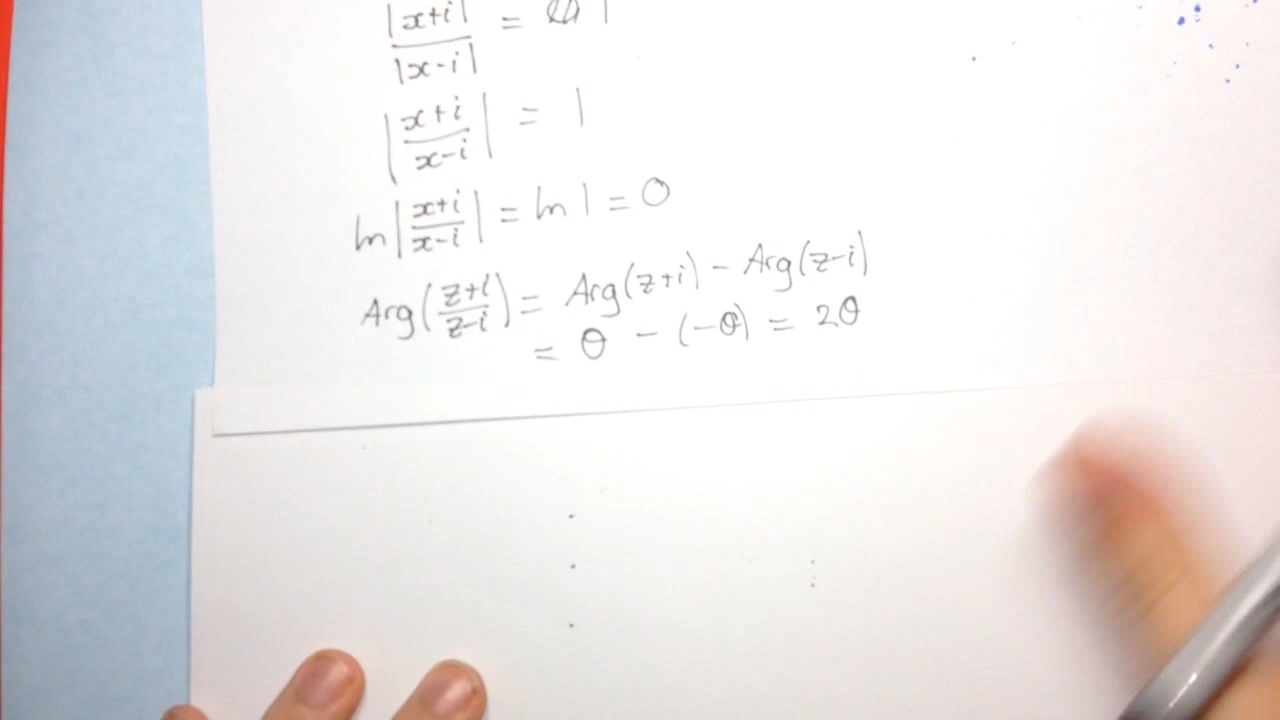 |x+i| / |x-i| = 1
|x+i / x-i| = 1
ln|x+i / x-i| = ln 1 = 0
Arg(z+i / z-i) = Arg(z+i) - Arg(z-i)
= θ - (-θ) = 2θ